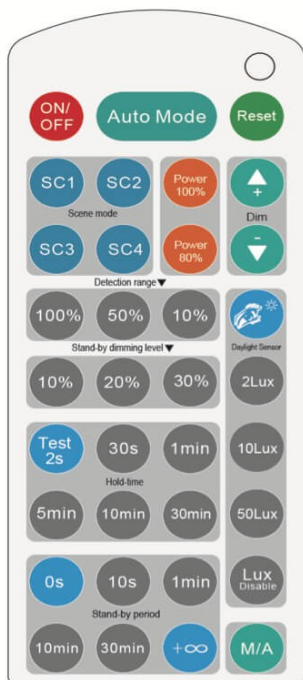 ON/
OFF
Auto Mode
Reset
SC1
SC2
Power
100%
+
Scene mode
Dim
SC3
SC4
Power
80%
-
Detection range▼
100%
50%
10%
Stand-by dimming level▼
Daylight Sensor
10%
20%
30%
2Lux
Test
2s
30s
1min
10Lux
Hold-time
5min
10min
30min
50Lux
0s
10s
1min
Lux
Disable
Stand-by period
10min
30min
+∞
M/A